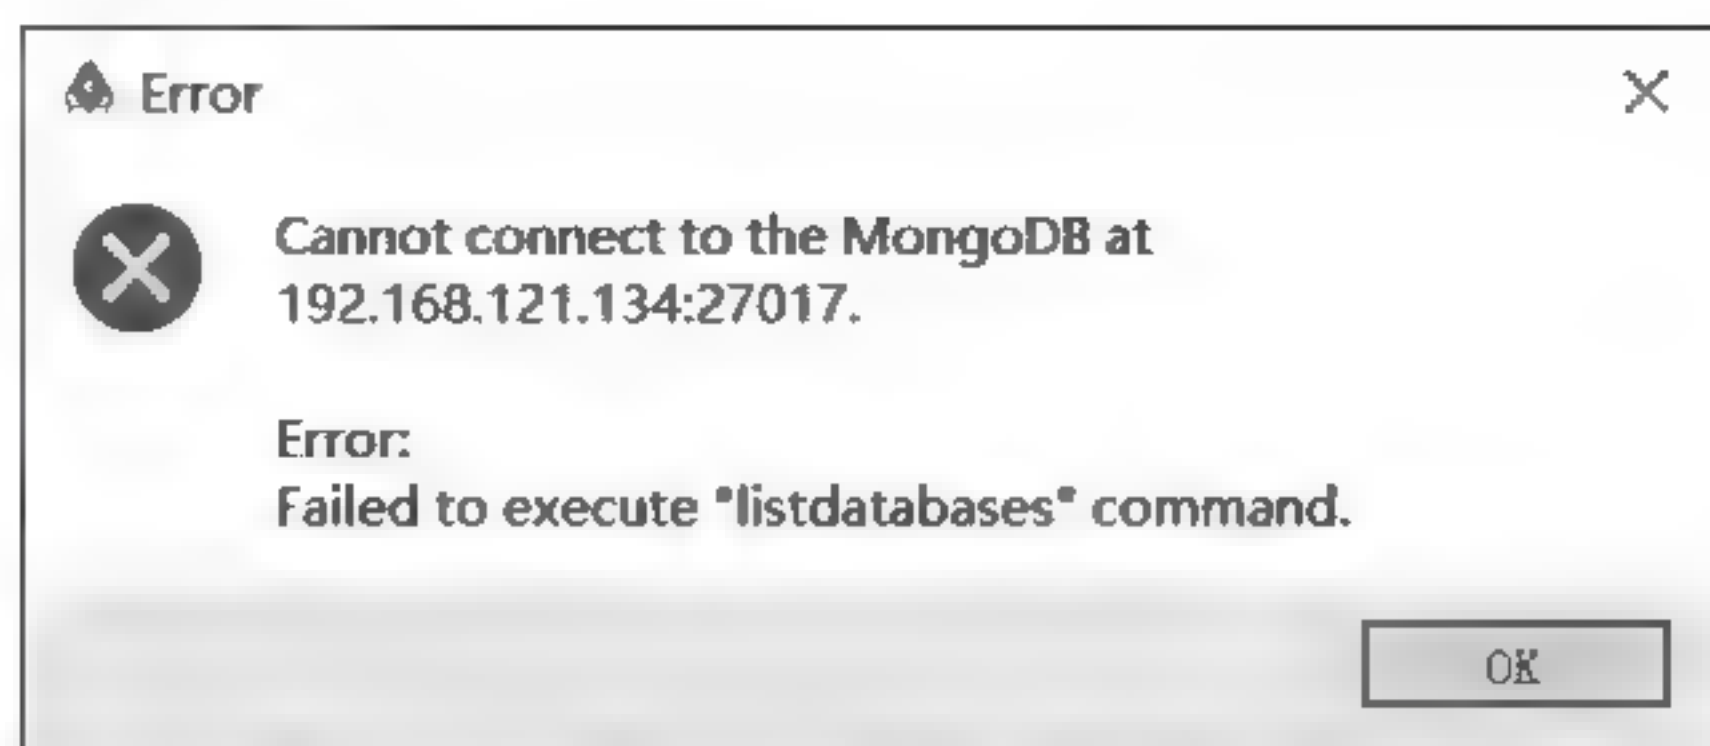 Error
Cannot connect to the MongoDB at
192.168.121.134:27017.
Error:
Failed to execute "listdatabases" command.
OK